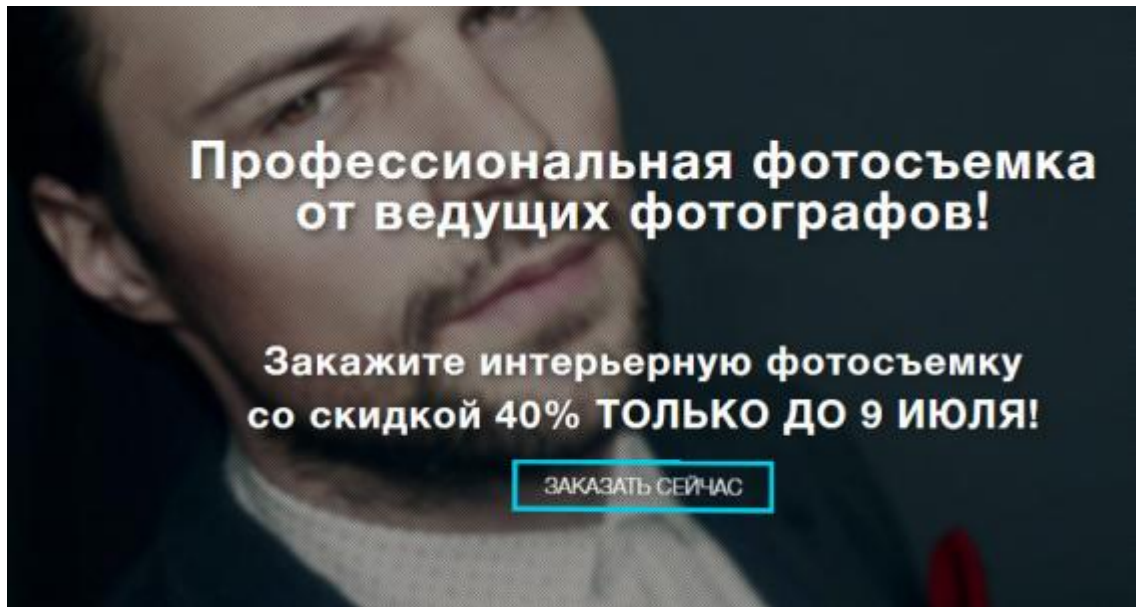 Профессиональная фотосъемка
от ведущих фотографов!
Закажите интерьерную фотосъемку
со скидкой 40% ТОЛЬКО ДО 9 ИЮЛЯ!
ЗАКАЗАТЬ СЕЙЧАС